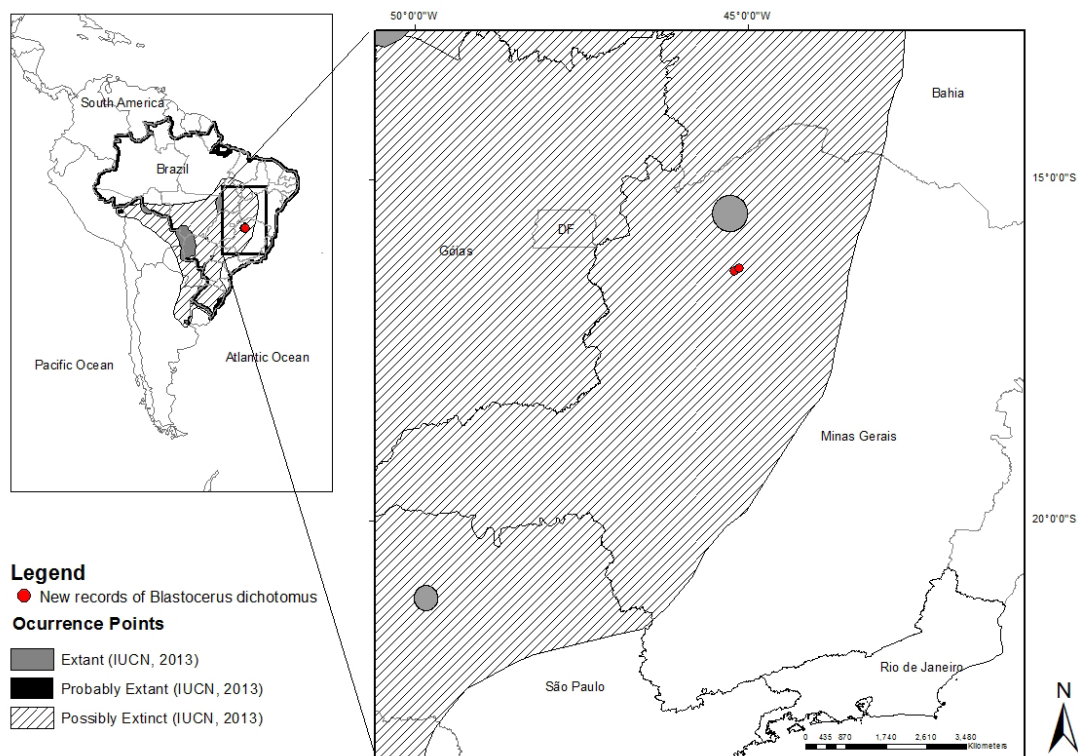 50°0'0"W
45°0'0"W
South America
Brazil
Pacific Ocean
Atlantic Ocean
Bahia
15°0'0"S
DF
Góias
Minas Gerais
20°0'0"S
São Paulo
Rio de Janeiro
Legend
New records of Blastocerus dichotomus
Ocurrence Points
Extant (IUCN, 2013)
Probably Extant (IUCN, 2013)
Possibly Extinct (IUCN, 2013)
0 435 870 1,740 2,610 3,480
Kilometers
N